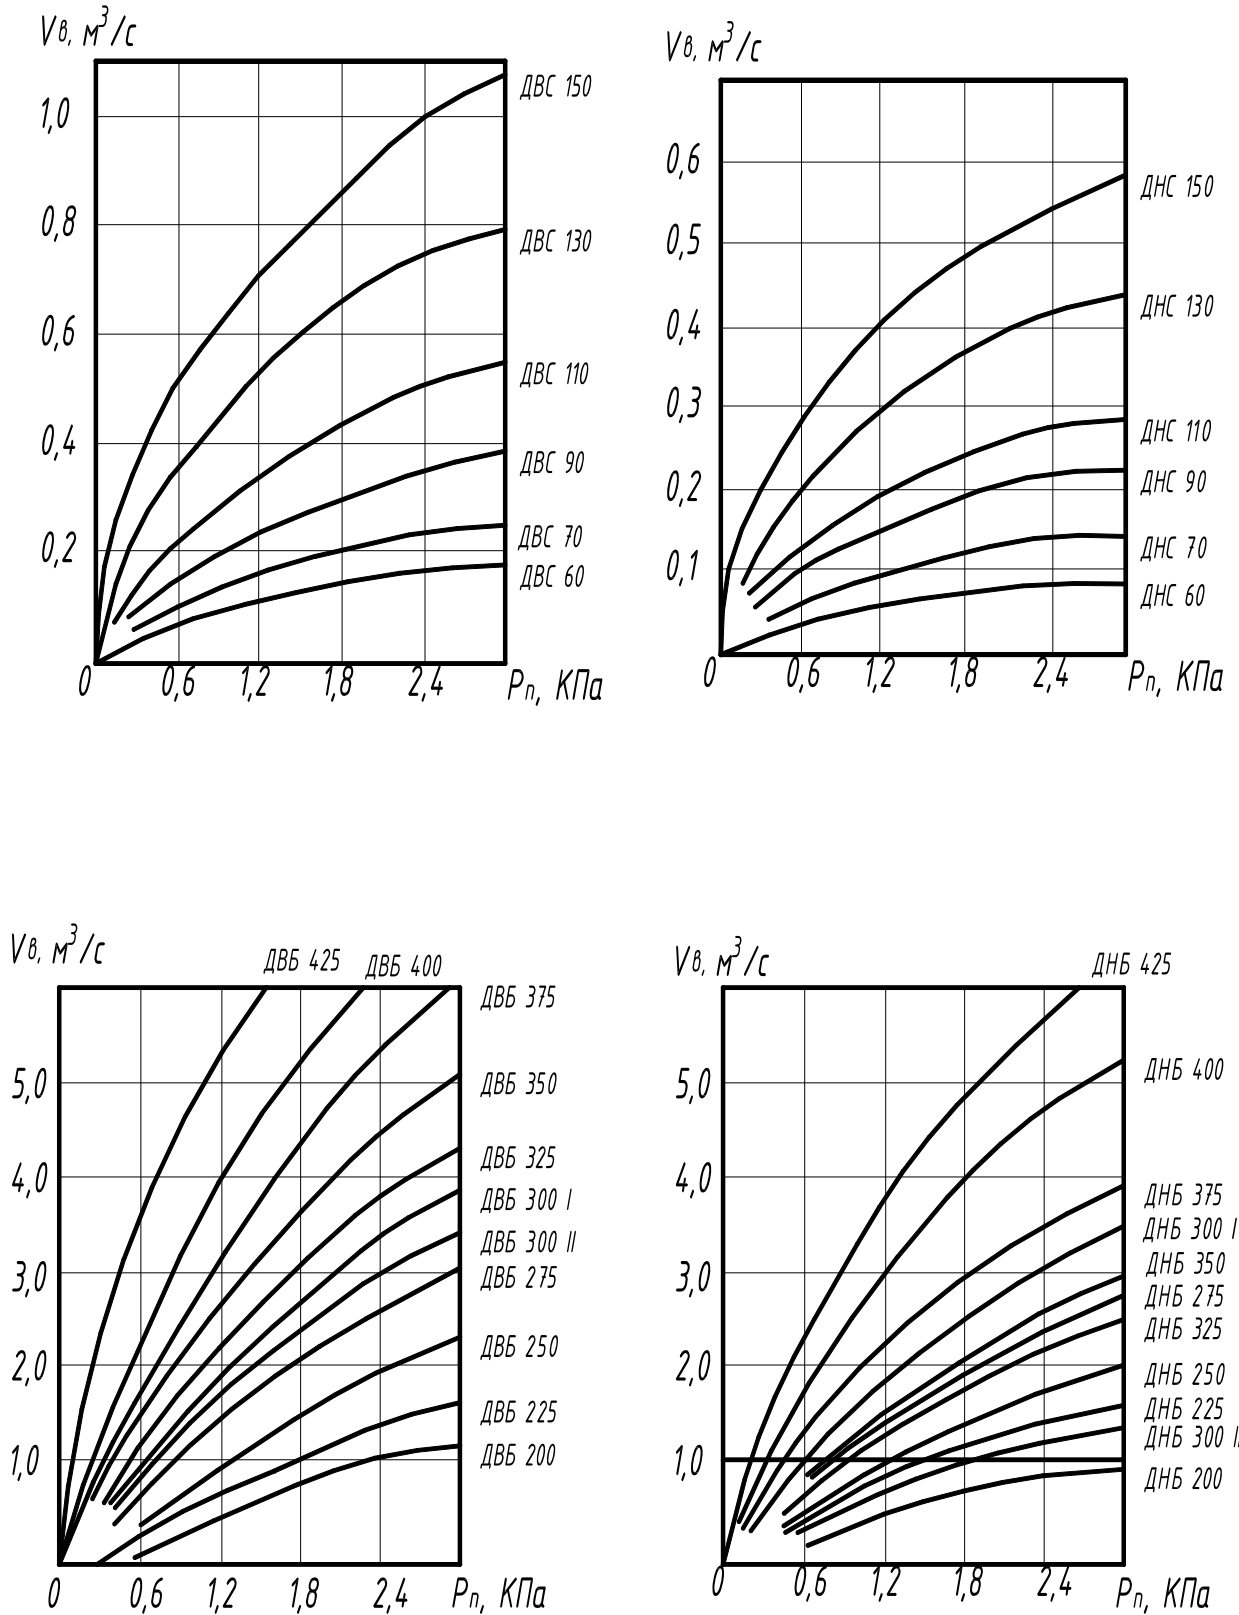 Vв, м³/с
ДВС 150
1,0
0,8
ДВС 130
0,6
ДВС 110
0,4
ДВС 90
0,2
ДВС 70
ДВС 60
0 0,6 1,2 1,8 2,4 Pп, КПа
Vв, м³/с
0,6
ДНС 150
0,5
0,4
ДНС 130
0,3
ДНС 110
0,2
ДНС 90
ДНС 70
0,1
ДНС 60
0 0,6 1,2 1,8 2,4 Pп, КПа
Vв, м³/с
ДВБ 425 ДВБ 400
ДВБ 375
5,0
ДВБ 350
4,0
ДВБ 325
ДВБ 300 I
ДВБ 300 II
3,0
ДВБ 275
ДВБ 250
2,0
ДВБ 225
1,0
ДВБ 200
0 0,6 1,2 1,8 2,4 Pп, КПа
Vв, м³/с
ДНБ 425
ДНБ 400
5,0
4,0
ДНБ 375
ДНБ 300 I
ДНБ 350
3,0
ДНБ 275
ДНБ 325
2,0
ДНБ 250
ДНБ 225
ДНБ 300 II
1,0
ДНБ 200
0 0,6 1,2 1,8 2,4 Pп, КПа